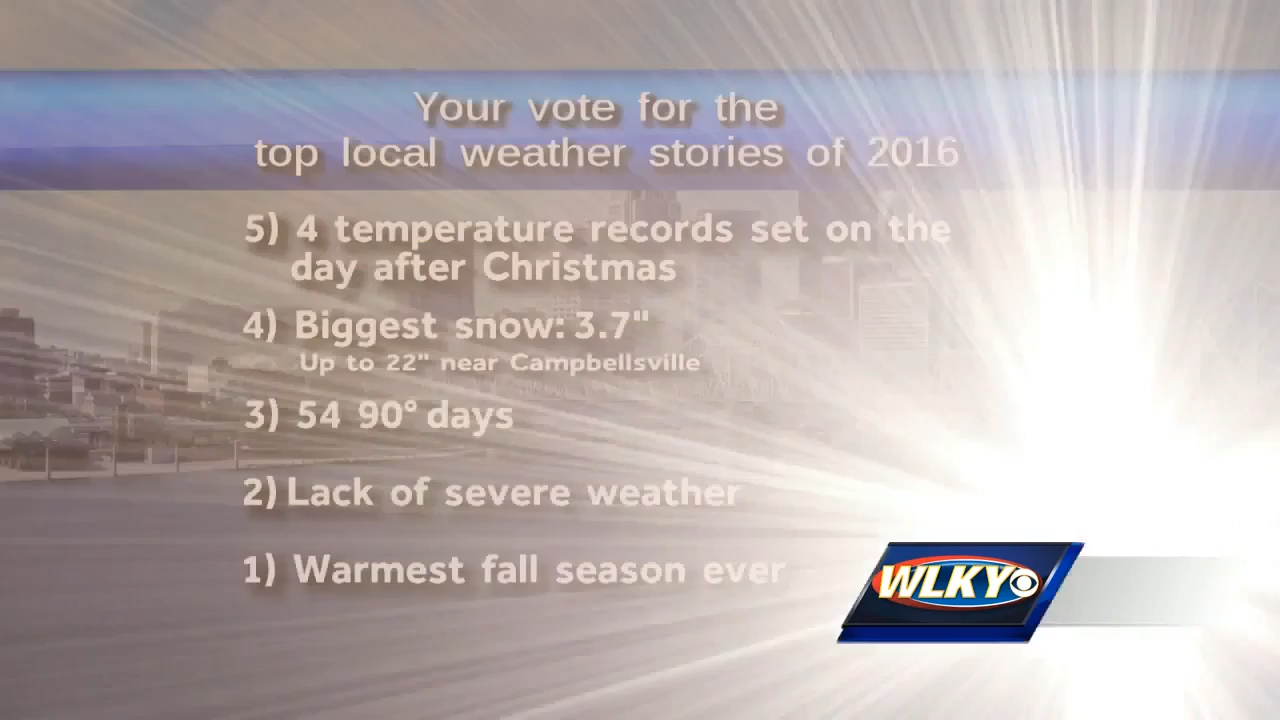 Your vote for the
top local weather stories of 2016
5) 4 temperature records set on the
day after Christmas
4) Biggest snow: 3.7"
Up to 22" near Campbellsville
3) 54 90° days
2) Lack of severe weather
1) Warmest fall season ever
WLKY